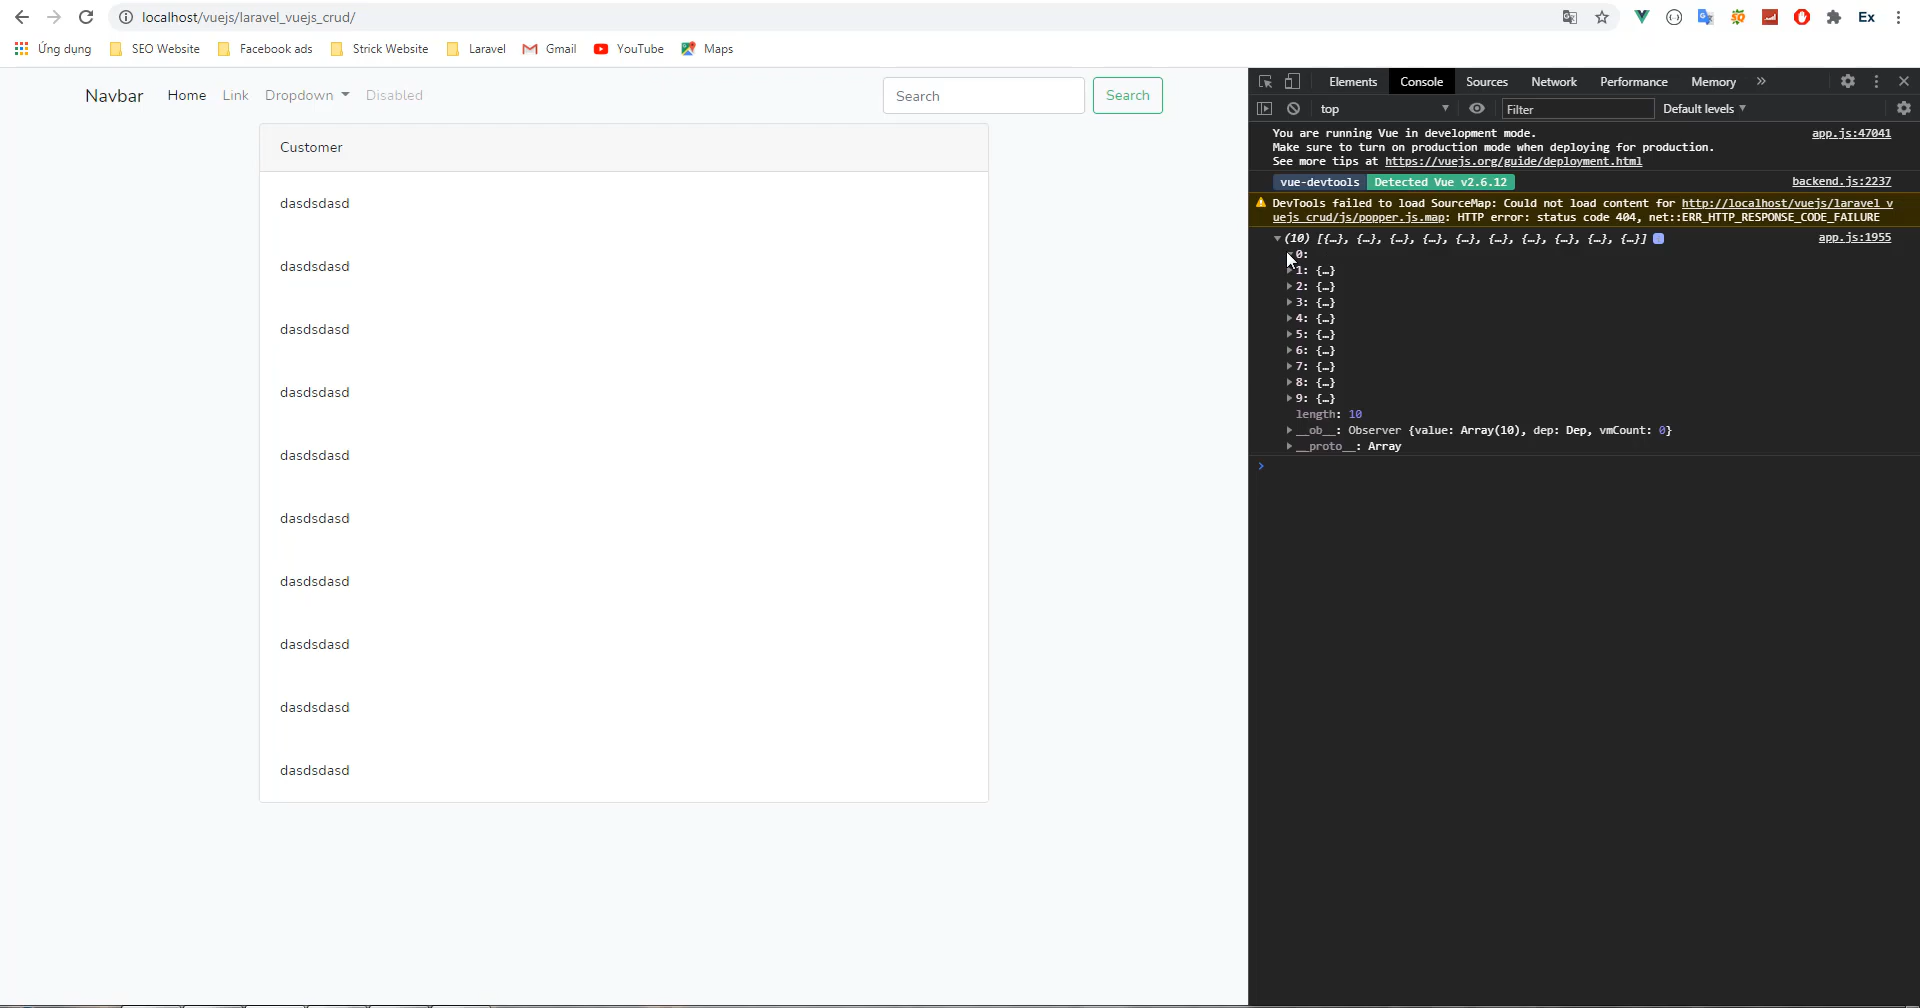 localhost/vuejs/laravel_vuejs_crud/
Ex
Ứng dụng SEO Website Facebook ads Strick Website Laravel Gmail YouTube Maps
Navbar Home Link Dropdown Disabled Search Search
Customer
dasdsdasd
dasdsdasd
dasdsdasd
dasdsdasd
dasdsdasd
dasdsdasd
dasdsdasd
dasdsdasd
dasdsdasd
dasdsdasd
Elements Console Sources Network Performance Memory »
top Filter Default levels
You are running Vue in development mode. app.js:47041
Make sure to turn on production mode when deploying for production.
See more tips at https://vuejs.org/guide/deployment.html
vue-devtools Detected Vue v2.6.12 backend.js:2237
DevTools failed to load SourceMap: Could not load content for http://localhost/vuejs/laravel_v
uejs_crud/js/popper.js.map: HTTP error: status code 404, net::ERR_HTTP_RESPONSE_CODE_FAILURE
(10) [{…}, {…}, {…}, {…}, {…}, {…}, {…}, {…}, {…}, {…}] app.js:1955
0:
1: {…}
2: {…}
3: {…}
4: {…}
5: {…}
6: {…}
7: {…}
8: {…}
9: {…}
length: 10
__ob__: Observer {value: Array(10), dep: Dep, vmCount: 0}
__proto__: Array